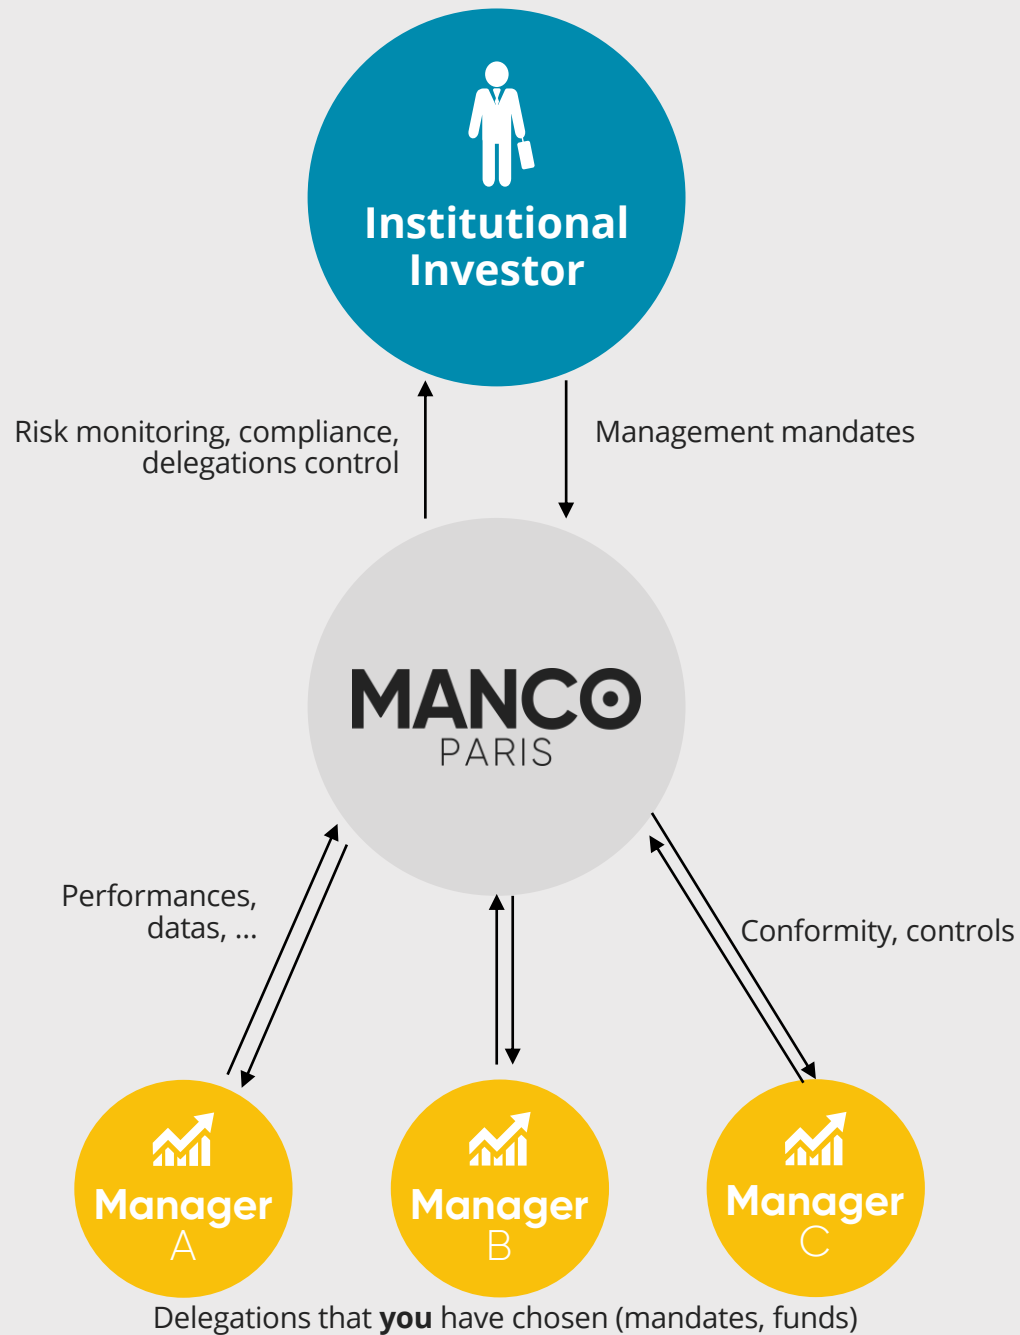 Institutional
Investor
Risk monitoring, compliance,
delegations control
Management mandates
MANCO
PARIS
Performances,
datas, ...
Conformity, controls
Manager
A
Manager
B
Manager
C
Delegations that you have chosen (mandates, funds)